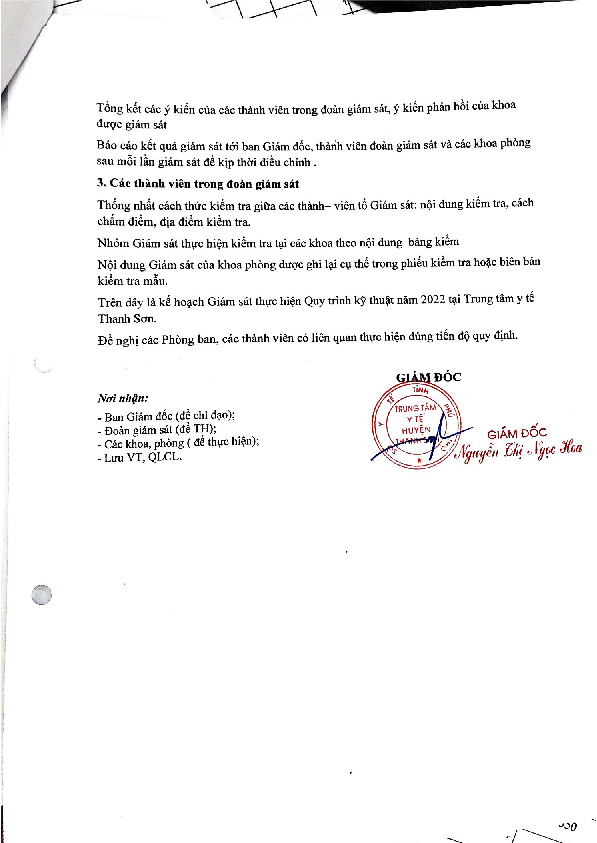 Tổng kết các ý kiến của các thành viên trong đoàn giám sát, ý kiến phản hồi của khoa
được giám sát
Báo cáo kết quả giám sát tới ban Giám đốc, thành viên đoàn giám sát và các khoa phòng
sau mỗi lần giám sát để kịp thời điều chỉnh .
3. Các thành viên trong đoàn giám sát
Thống nhất cách thức kiểm tra giữa các thành– viên tổ Giám sát: nội dung kiểm tra, cách
chấm điểm, địa điểm kiểm tra.
Nhóm Giám sát thực hiện kiểm tra tại các khoa theo nội dung bảng kiểm
Nội dung Giám sát của khoa phòng được ghi lại cụ thể trong phiếu kiểm tra hoặc biên bản
kiểm tra mẫu.
Trên đây là kế hoạch Giám sát thực hiện Quy trình kỹ thuật năm 2022 tại Trung tâm y tế
Thanh Sơn.
Đề nghị các Phòng ban, các thành viên có liên quan thực hiện đúng tiến độ quy định.
GIÁM ĐỐC
Nơi nhận:
- Ban Giám đốc (để chỉ đạo);
- Đoàn giám sát (để TH);
- Các khoa, phòng ( để thực hiện);
- Lưu VT, QLCL.
Y TẾ TỈNH PHÚ
TRUNG TÂM
Y TẾ
HUYỆN
GIÁM ĐỐC
Nguyễn Thị Ngọc Hoa